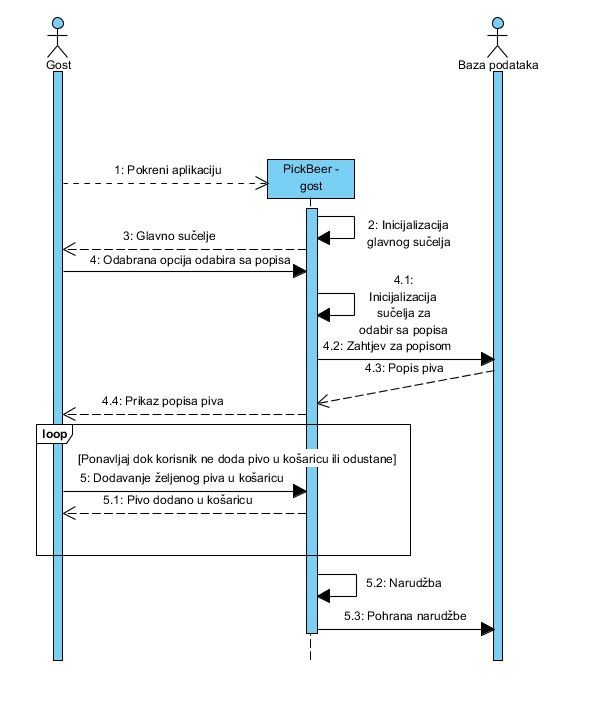 Gost
Baza podataka
1: Pokreni aplikaciju
PickBeer -
gost
2: Inicijalizacija
glavnog sučelja
3: Glavno sučelje
4: Odabrana opcija odabira sa popisa
4.1:
Inicijalizacija
sučelja za
odabir sa popisa
4.2: Zahtjev za popisom
4.3: Popis piva
4.4: Prikaz popisa piva
loop
[Ponavljaj dok korisnik ne doda pivo u košaricu ili odustane]
5: Dodavanje željenog piva u košaricu
5.1: Pivo dodano u košaricu
5.2: Narudžba
5.3: Pohrana narudžbe